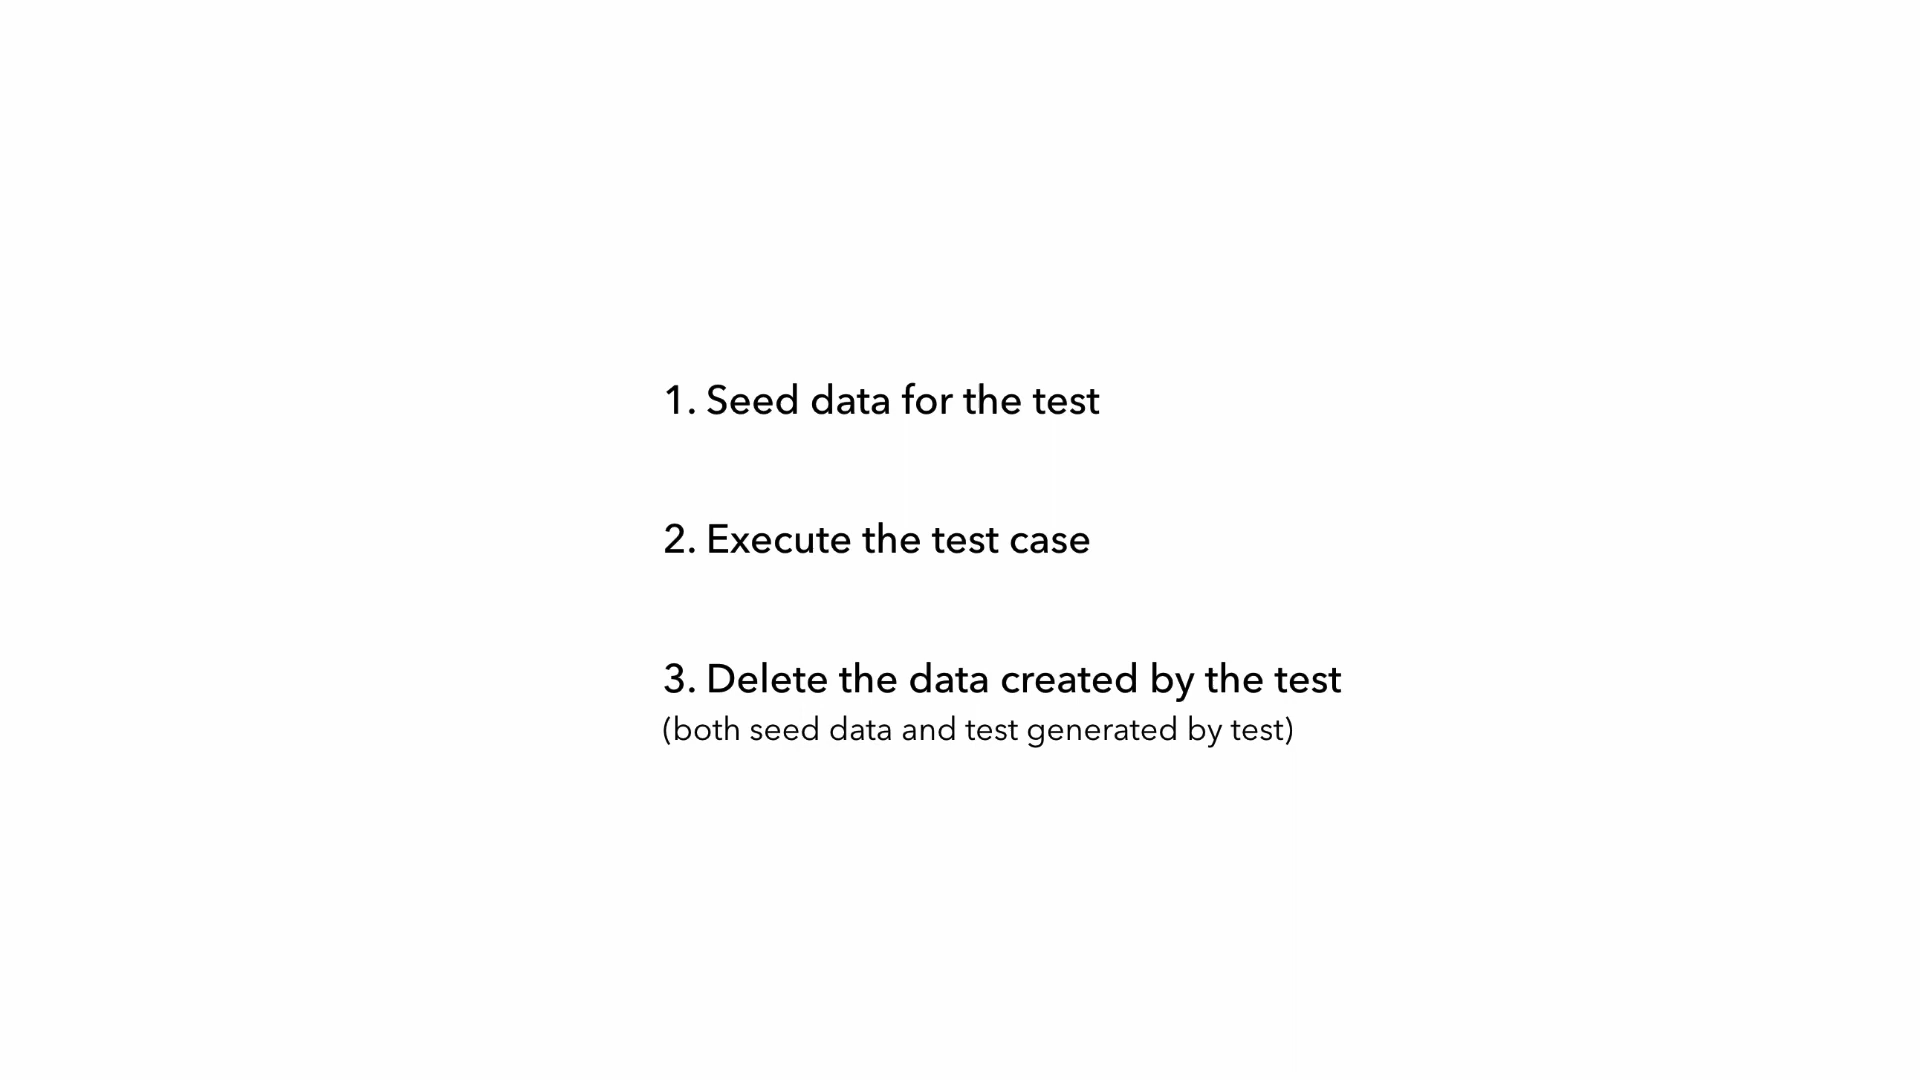 1. Seed data for the test
2. Execute the test case
3. Delete the data created by the test
(both seed data and test generated by test)